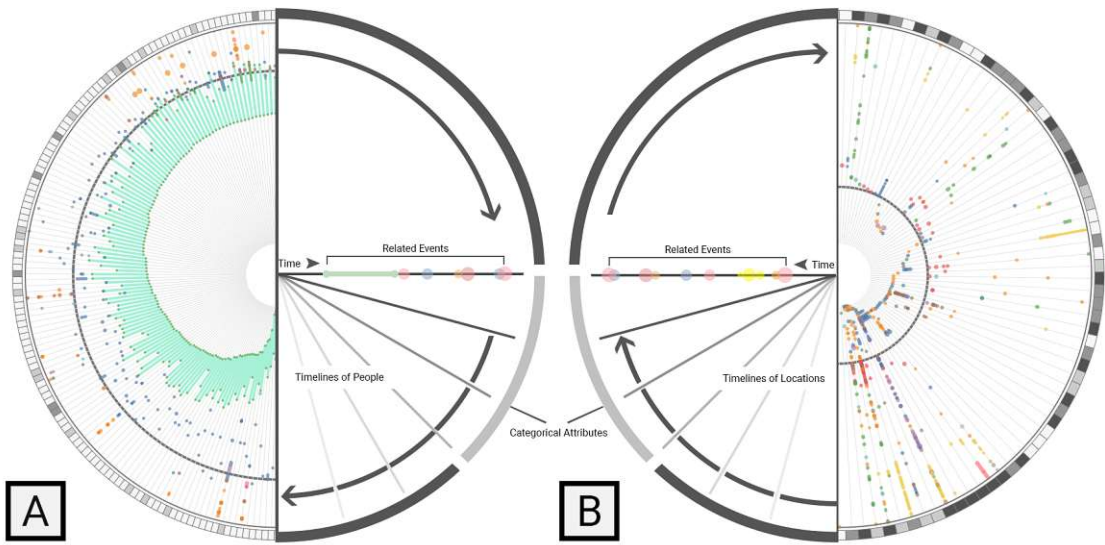 Related Events
Time
Timelines of People
Categorical Attributes
A
Related Events
Time
Timelines of Locations
B